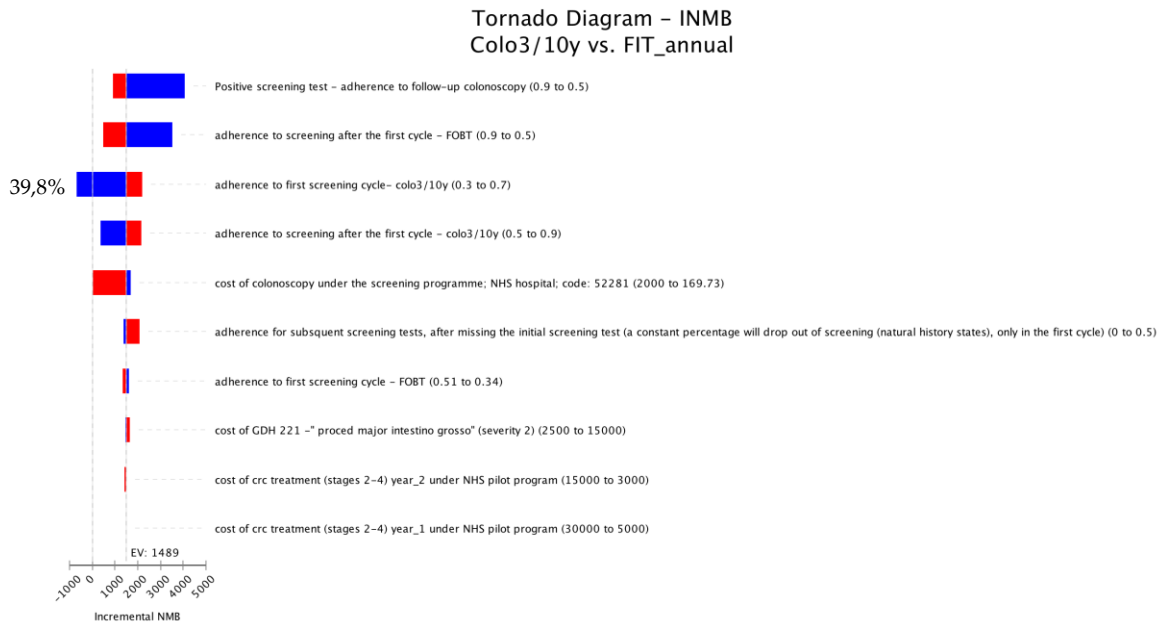 Tornado Diagram – INMB
Colo3/10y vs. FIT_annual
Positive screening test – adherence to follow-up colonoscopy (0.9 to 0.5)
adherence to screening after the first cycle – FOBT (0.9 to 0.5)
39,8%
adherence to first screening cycle– colo3/10y (0.3 to 0.7)
adherence to screening after the first cycle – colo3/10y (0.5 to 0.9)
cost of colonoscopy under the screening programme; NHS hospital; code: 52281 (2000 to 169.73)
adherence for subsquent screening tests, after missing the initial screening test (a constant percentage will drop out of screening (natural history states), only in the first cycle) (0 to 0.5)
adherence to first screening cycle – FOBT (0.51 to 0.34)
cost of GDH 221 –" proced major intestino grosso" (severity 2) (2500 to 15000)
cost of crc treatment (stages 2–4) year_2 under NHS pilot program (15000 to 3000)
cost of crc treatment (stages 2–4) year_1 under NHS pilot program (30000 to 5000)
EV: 1489
-1000 0 1000 2000 3000 4000 5000
Incremental NMB